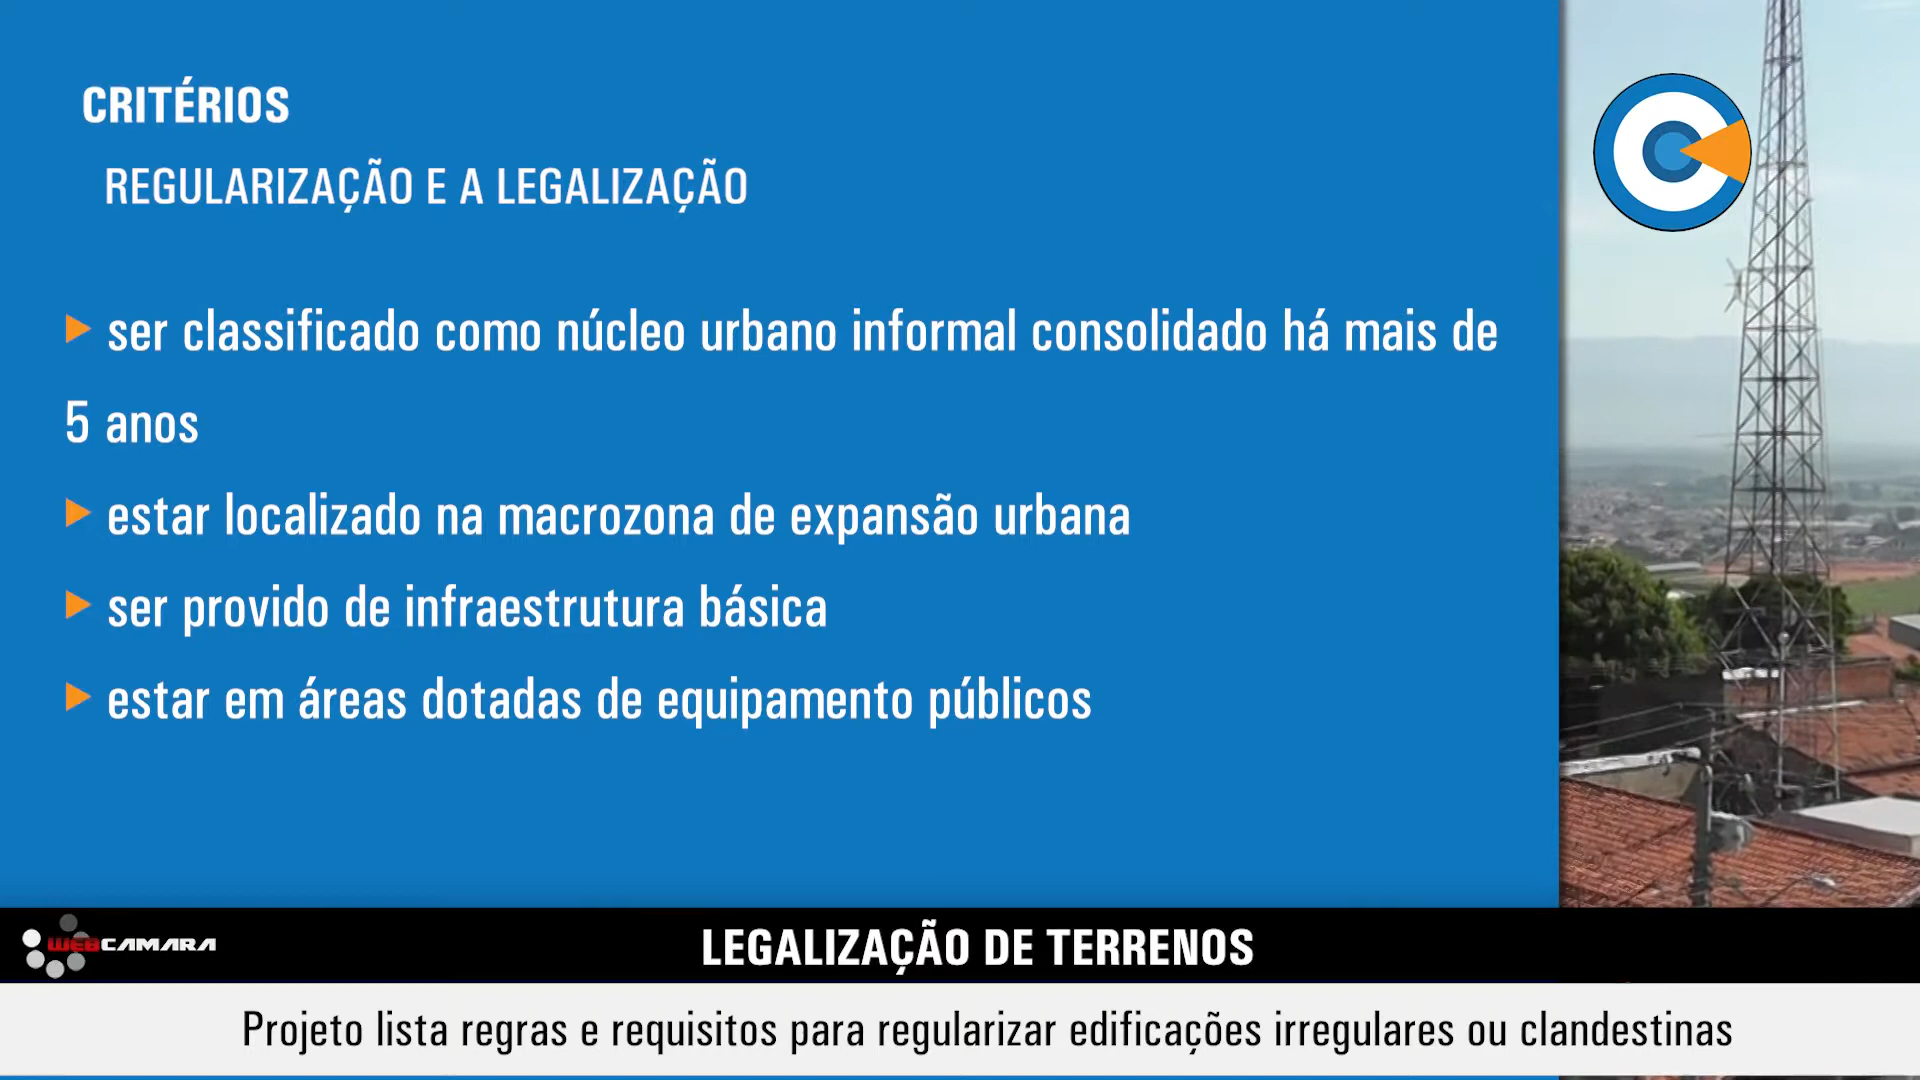 CRITÉRIOS
REGULARIZAÇÃO E A LEGALIZAÇÃO
ser classificado como núcleo urbano informal consolidado há mais de
5 anos
estar localizado na macrozona de expansão urbana
ser provido de infraestrutura básica
estar em áreas dotadas de equipamento públicos
WEBCAMARA
LEGALIZAÇÃO DE TERRENOS
Projeto lista regras e requisitos para regularizar edificações irregulares ou clandestinas